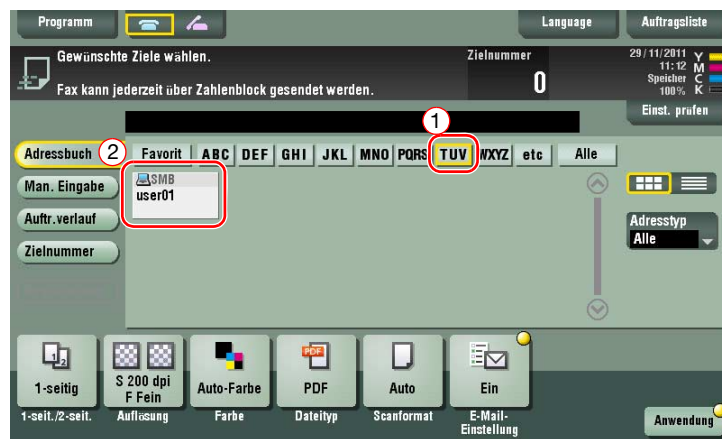 Programm
Language
Auftragsliste
Gewünschte Ziele wählen.
Zielnummer
0
29/11/2011
11:12
Speicher
100%
Y
M
C
K
Fax kann jederzeit über Zahlenblock gesendet werden.
Einst. prüfen
1
Adressbuch
2
Favorit ABC DEF GHI JKL MNO PQRS TUV WXYZ etc Alle
Man. Eingabe
SMB
user01
Auftr.verlauf
Adresstyp
Alle
Zielnummer
1 2
PDF
1-seitig
S 200 dpi
F Fein
Auto-Farbe
PDF
Auto
Ein
1-seit./2-seit.
Auflösung
Farbe
Dateityp
Scanformat
E-Mail-
Einstellung
Anwendung